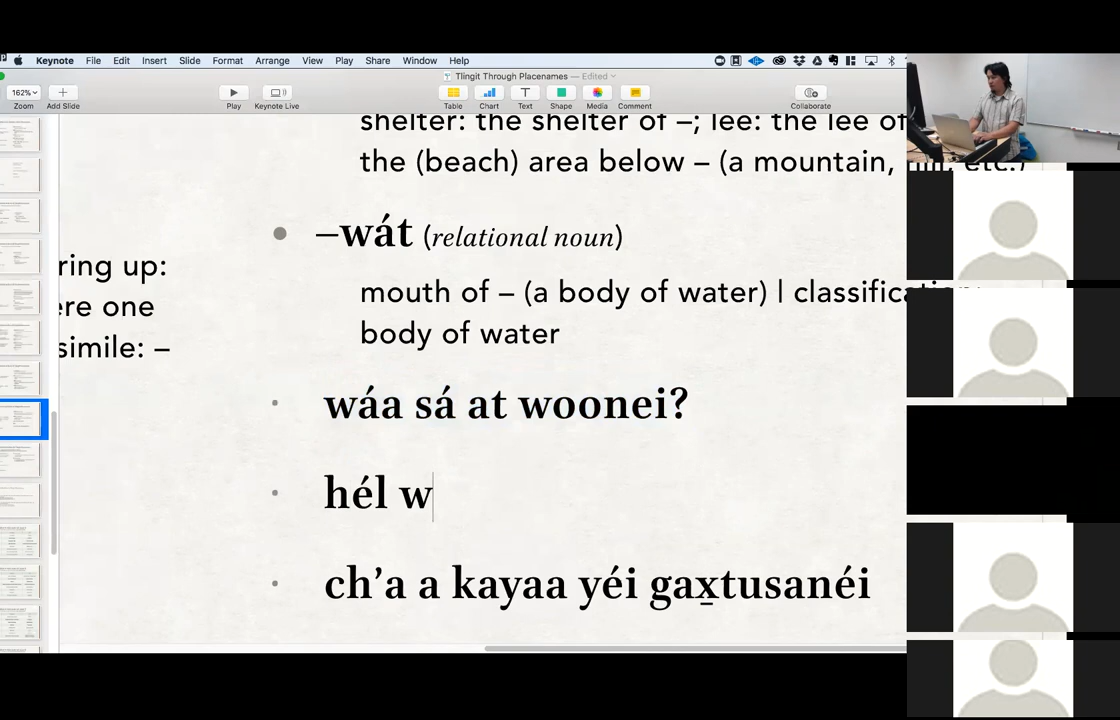 Keynote File Edit Insert Slide Format Arrange View Play Share Window Help
Tlingit Through Placenames — Edited
162%
Zoom Add Slide Play Keynote Live Table Chart Text Shape Media Comment Collaborate
shelter: the shelter of –; lee: the lee of
the (beach) area below – (a mountain, hill, etc.)
–wát (relational noun)
ring up:
mouth of – (a body of water) | classification:
ere one
body of water
simile: –
wáa sá at woonei?
hél w
ch’a a kayaa yéi gax̱tusanéi